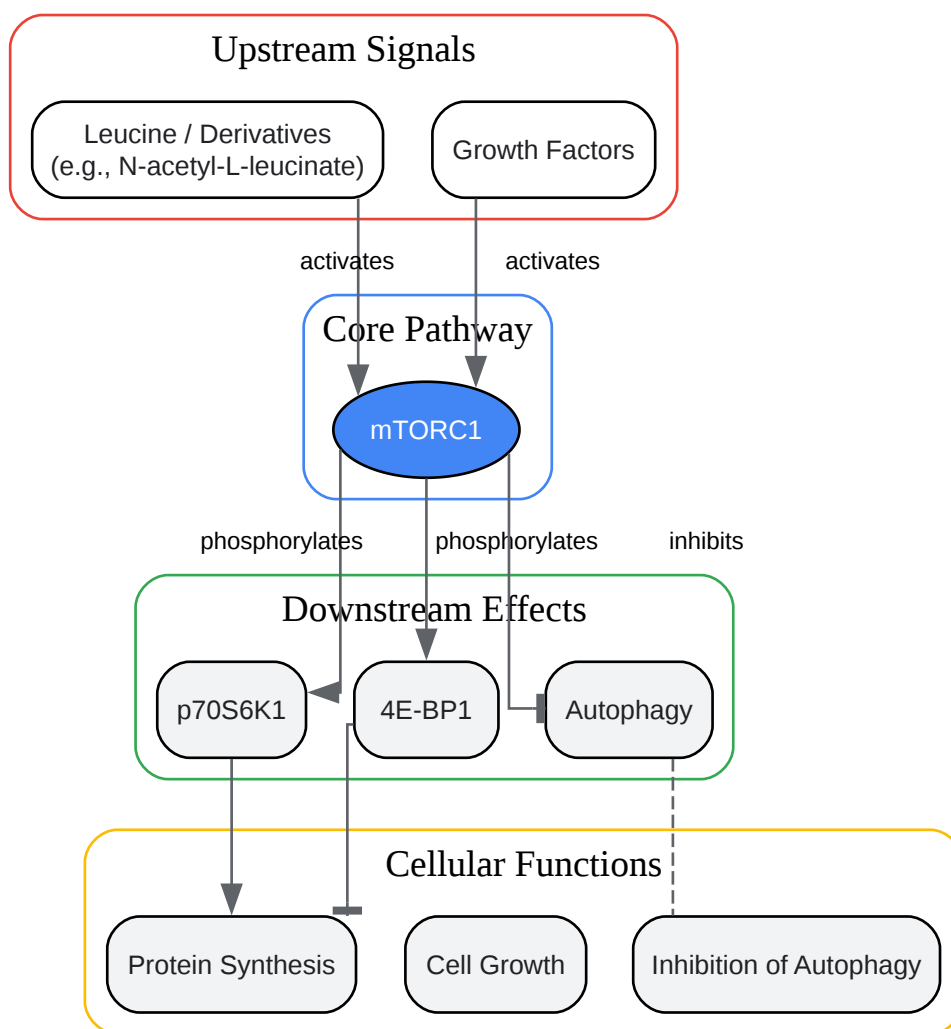 Upstream Signals
Leucine / Derivatives
(e.g., N-acetyl-L-leucinate)
Growth Factors
activates
activates
Core Pathway
mTORC1
phosphorylates
phosphorylates
inhibits
Downstream Effects
p70S6K1
4E-BP1
Autophagy
Cellular Functions
Protein Synthesis
Cell Growth
Inhibition of Autophagy